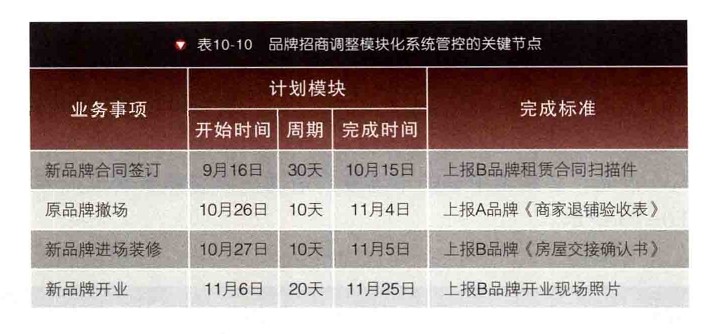 ▼ 表10-10 品牌招商调整模块化系统管控的关键节点
业务事项 计划模块 完成标准
开始时间 周期 完成时间
新品牌合同签订 9月16日 30天 10月15日 上报B品牌租赁合同扫描件
原品牌撤场 10月26日 10天 11月4日 上报A品牌《商家退铺验收表》
新品牌进场装修 10月27日 10天 11月5日 上报B品牌《房屋交接确认书》
新品牌开业 11月6日 20天 11月25日 上报B品牌开业现场照片